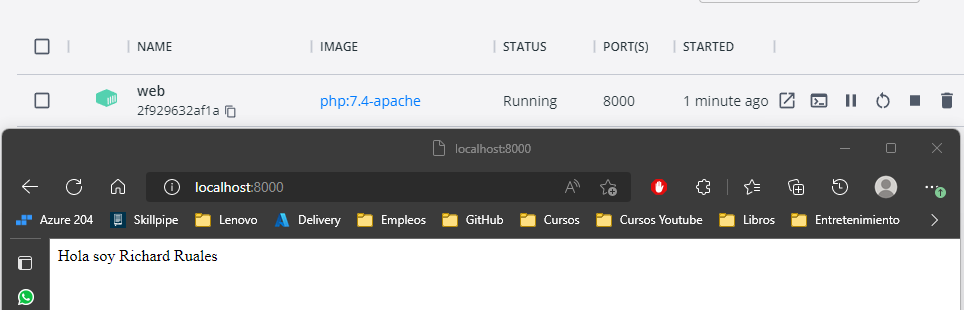 NAME IMAGE STATUS PORT(S) STARTED
web
2f929632af1a php:7.4-apache Running 8000 1 minute ago
localhost:8000
localhost:8000
Azure 204 Skillpipe Lenovo Delivery Empleos GitHub Cursos Cursos Youtube Libros Entretenimiento
Hola soy Richard Ruales